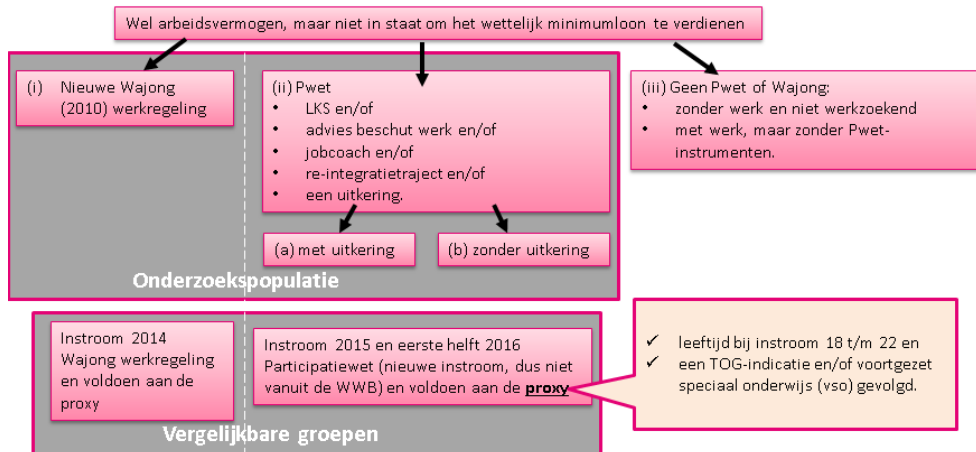 Wel arbeidsvermogen, maar niet in staat om het wettelijk minimumloon te verdienen
(i) Nieuwe Wajong
(2010) werkregeling
(ii) Pwet
• LKS en/of
• advies beschut werk en/of
• jobcoach en/of
• re-integratietraject en/of
• een uitkering.
(iii) Geen Pwet of Wajong:
• zonder werk en niet werkzoekend
• met werk, maar zonder Pwet-
instrumenten.
(a) met uitkering
(b) zonder uitkering
Onderzoekspopulatie
Instroom 2014
Wajong werkregeling
en voldoen aan de
proxy
Instroom 2015 en eerste helft 2016
Participatiewet (nieuwe instroom, dus niet
vanuit de WWB) en voldoen aan de proxy
✓ leeftijd bij instroom 18 t/m 22 en
✓ een TOG-indicatie en/of voortgezet
speciaal onderwijs (vso) gevolgd.
Vergelijkbare groepen